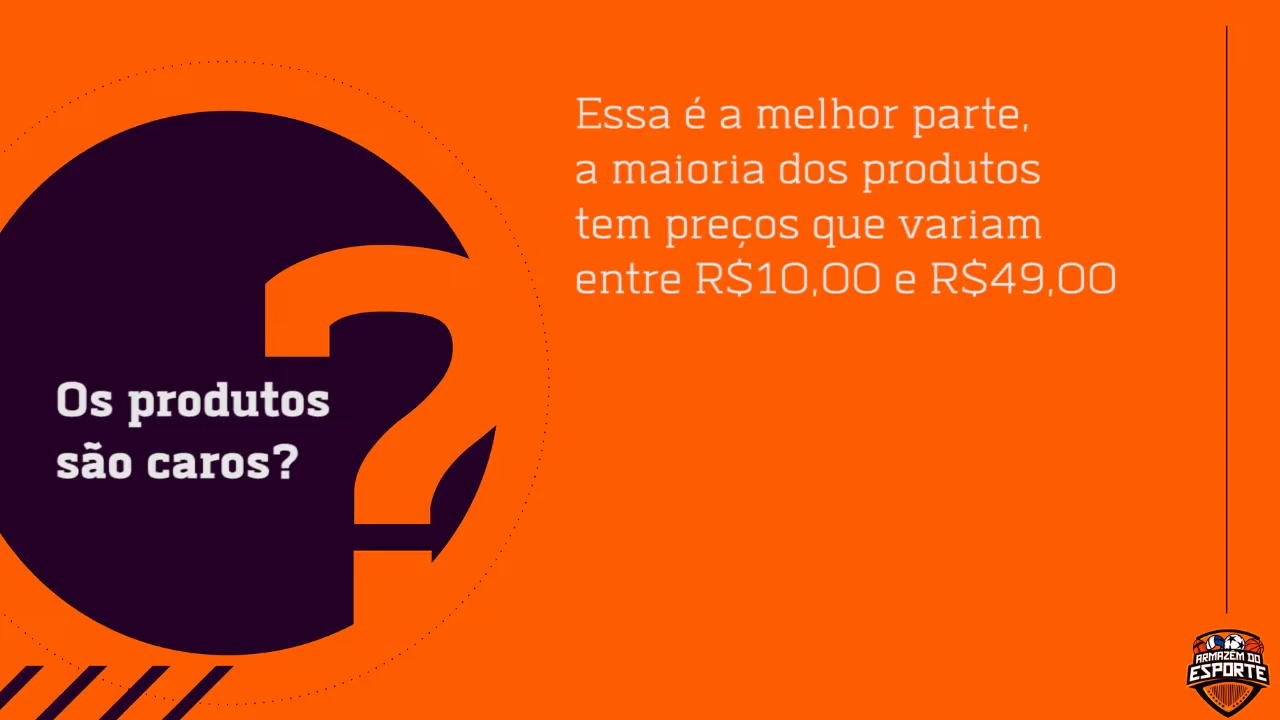 Os produtos
são caros?
Essa é a melhor parte,
a maioria dos produtos
tem preços que variam
entre R$10,00 e R$49,00
ARMAZÉM DO
ESPORTE